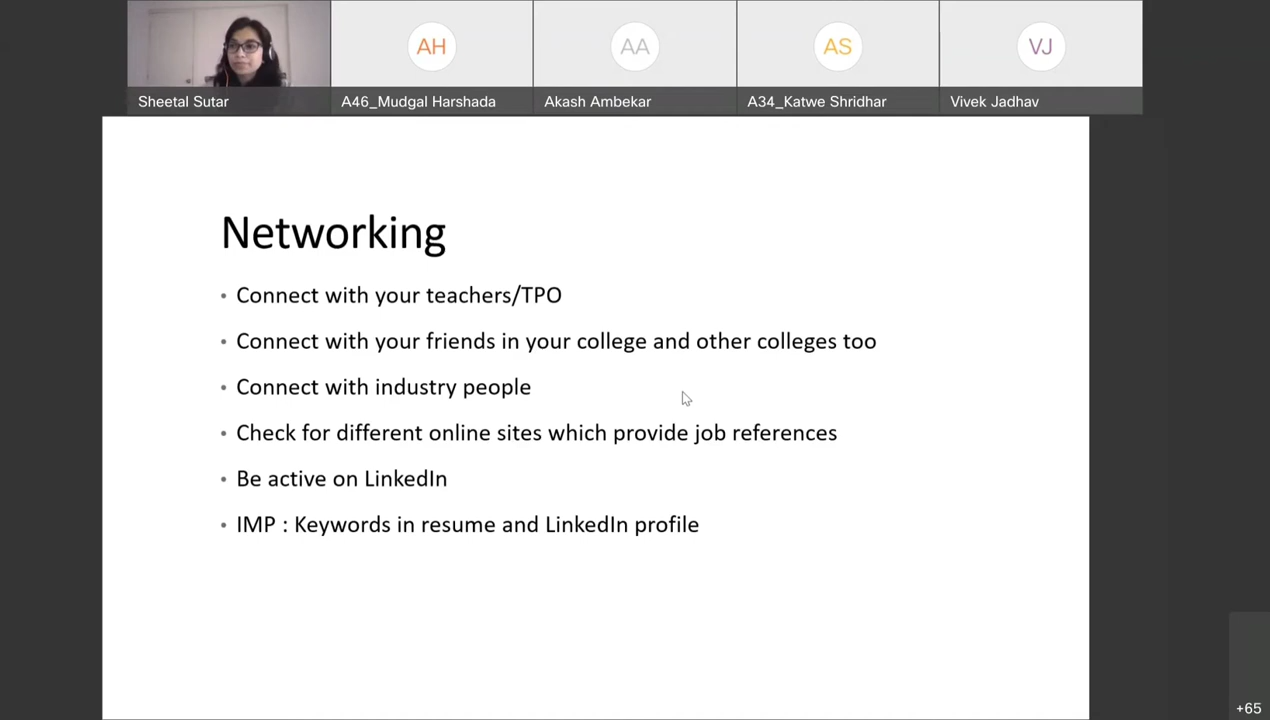 AH
AA
AS
VJ
Sheetal Sutar
A46_Mudgal Harshada
Akash Ambekar
A34_Katwe Shridhar
Vivek Jadhav
Networking
• Connect with your teachers/TPO
• Connect with your friends in your college and other colleges too
• Connect with industry people
• Check for different online sites which provide job references
• Be active on LinkedIn
• IMP : Keywords in resume and LinkedIn profile
+65